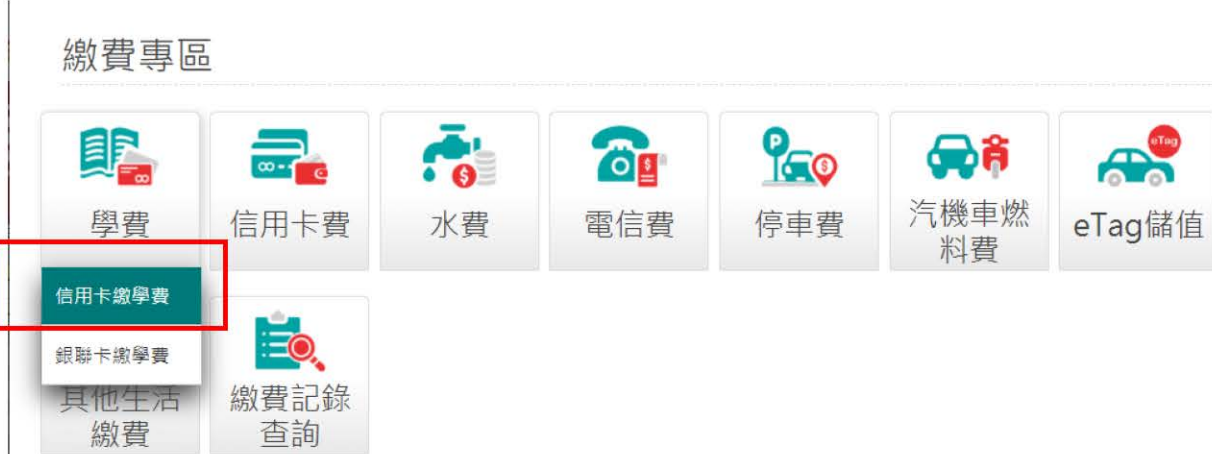 繳費專區
eTag
學費
信用卡費
水費
電信費
停車費
汽機車燃
料費
eTag儲值
信用卡繳學費
銀聯卡繳學費
其他生活
繳費
繳費記錄
查詢